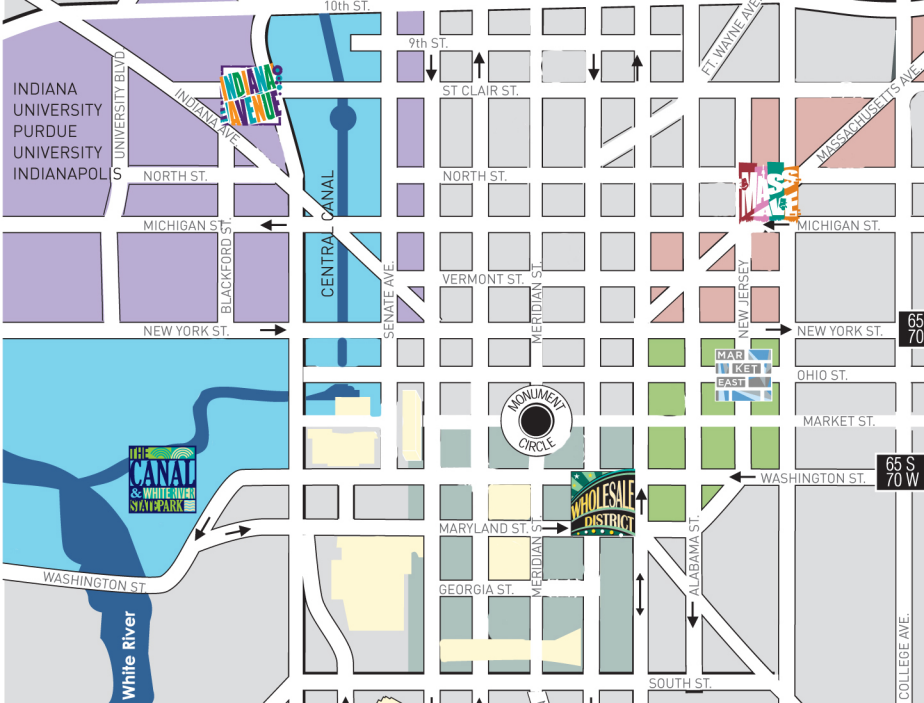 10th ST.
9th ST.
FT. WAYNE AVE.
ST CLAIR ST.
INDIANA
UNIVERSITY
PURDUE
UNIVERSITY
INDIANAPOLIS
UNIVERSITY BLVD
INDIANA AVE.
INDIANA
AVENUE
MASSACHUSETTS AVE.
NORTH ST.
NORTH ST.
MASS
AVE
CENTRAL CANAL
MICHIGAN ST.
MICHIGAN ST.
BLACKFORD ST.
VERMONT ST.
SENATE AVE.
MERIDIAN ST.
NEW JERSEY
NEW YORK ST.
NEW YORK ST.
65
70
MAR
KET
EAST
OHIO ST.
MONUMENT
CIRCLE
MARKET ST.
THE
CANAL
& WHITE RIVER
STATE PARK
65 S
70 W
WASHINGTON ST.
WHOLESALE
DISTRICT
MARYLAND ST.
MERIDIAN ST.
ALABAMA ST.
WASHINGTON ST.
GEORGIA ST.
White River
COLLEGE AVE.
SOUTH ST.